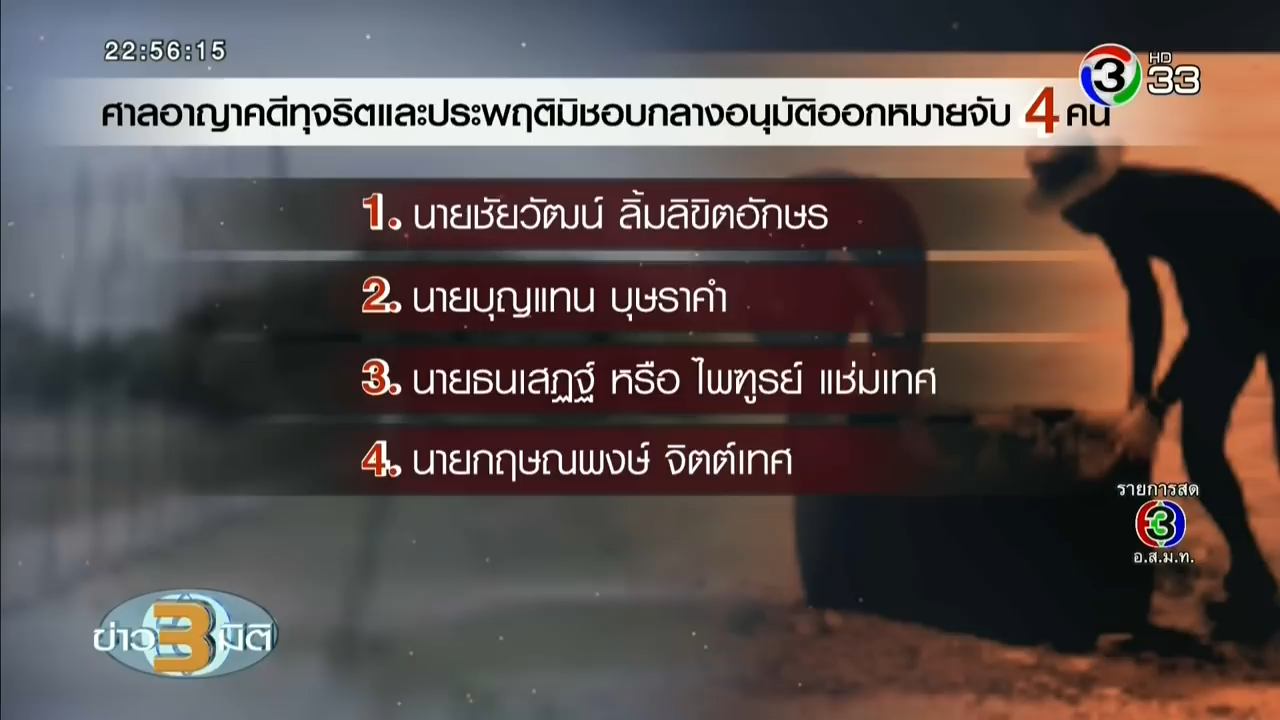 22:56:15
3 HD 33
ศาลอาญาคดีทุจริตและประพฤติมิชอบกลางอนุมัติออกหมายจับ 4 คน
1. นายชัยวัฒน์ ลิ้มลิขิตอักษร
2. นายบุญแทน บุษราคำ
3. นายธนเสฏฐ์ หรือ ไพฑูรย์ แช่มเทศ
4. นายกฤษณพงษ์ จิตต์เทศ
รายการสด
3
อ.ส.ม.ท.
ข่าว 3 มิติ